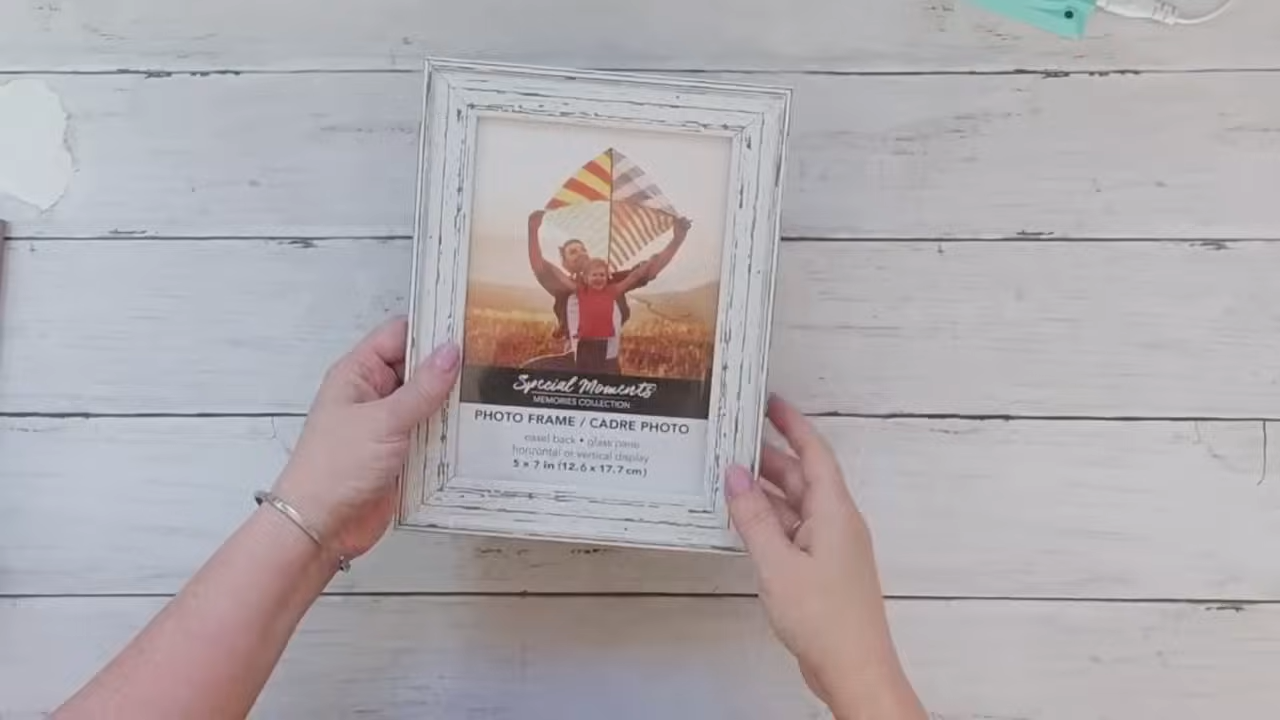 Special Moments
MEMORIES COLLECTION
PHOTO FRAME / CADRE PHOTO
easel back • glass pane
horizontal or vertical display
5 x 7 in (12.6 x 17.7 cm)